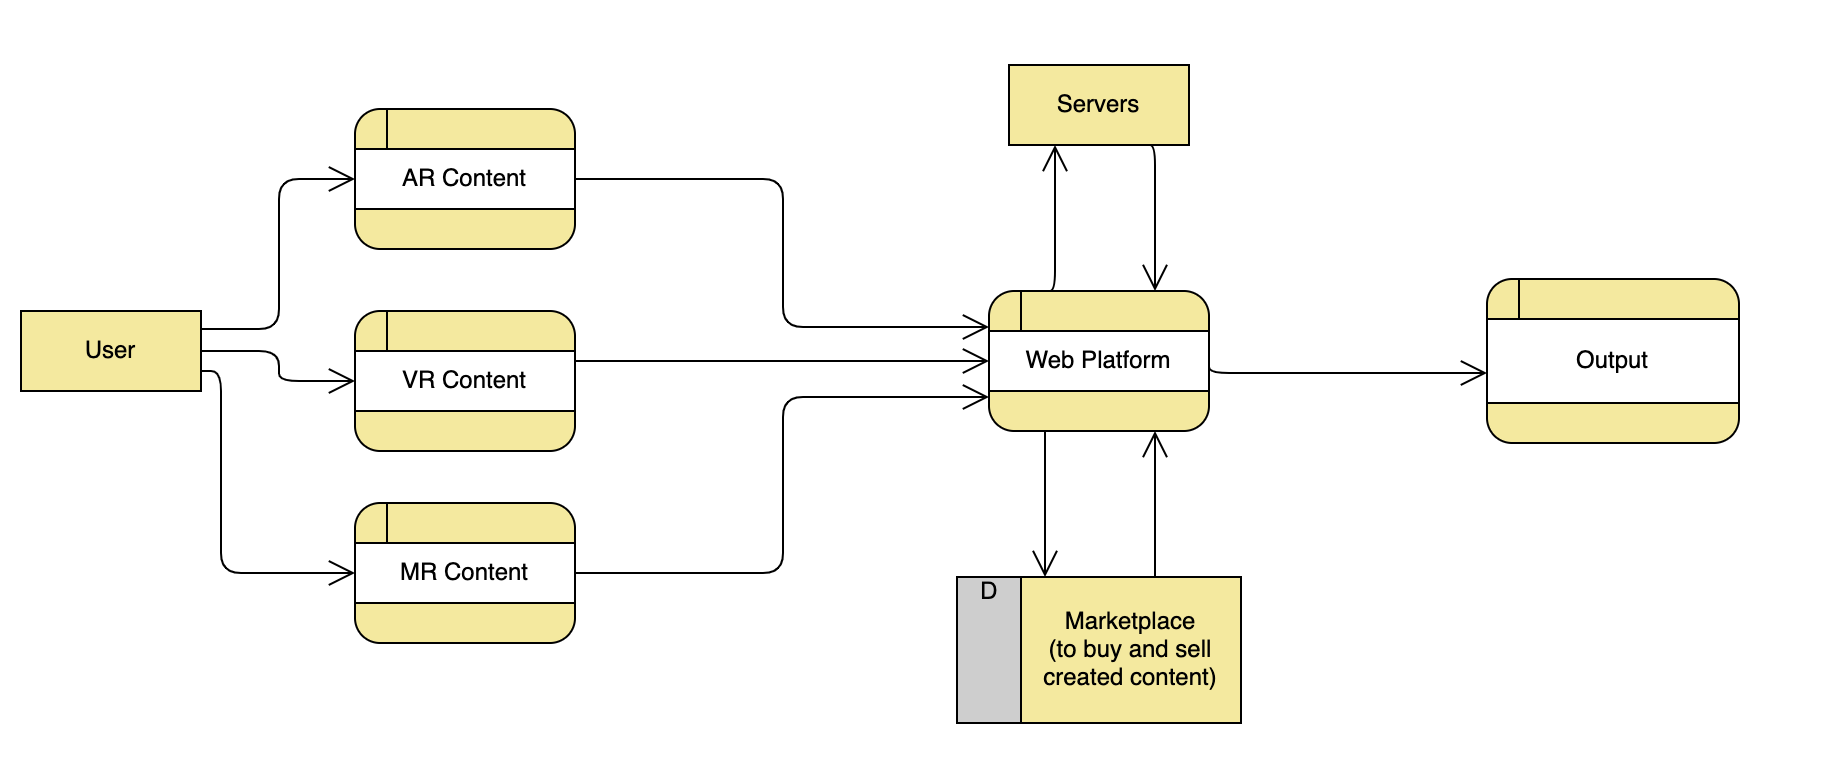 Servers
AR Content
User
VR Content
Web Platform
Output
MR Content
D
Marketplace
(to buy and sell
created content)